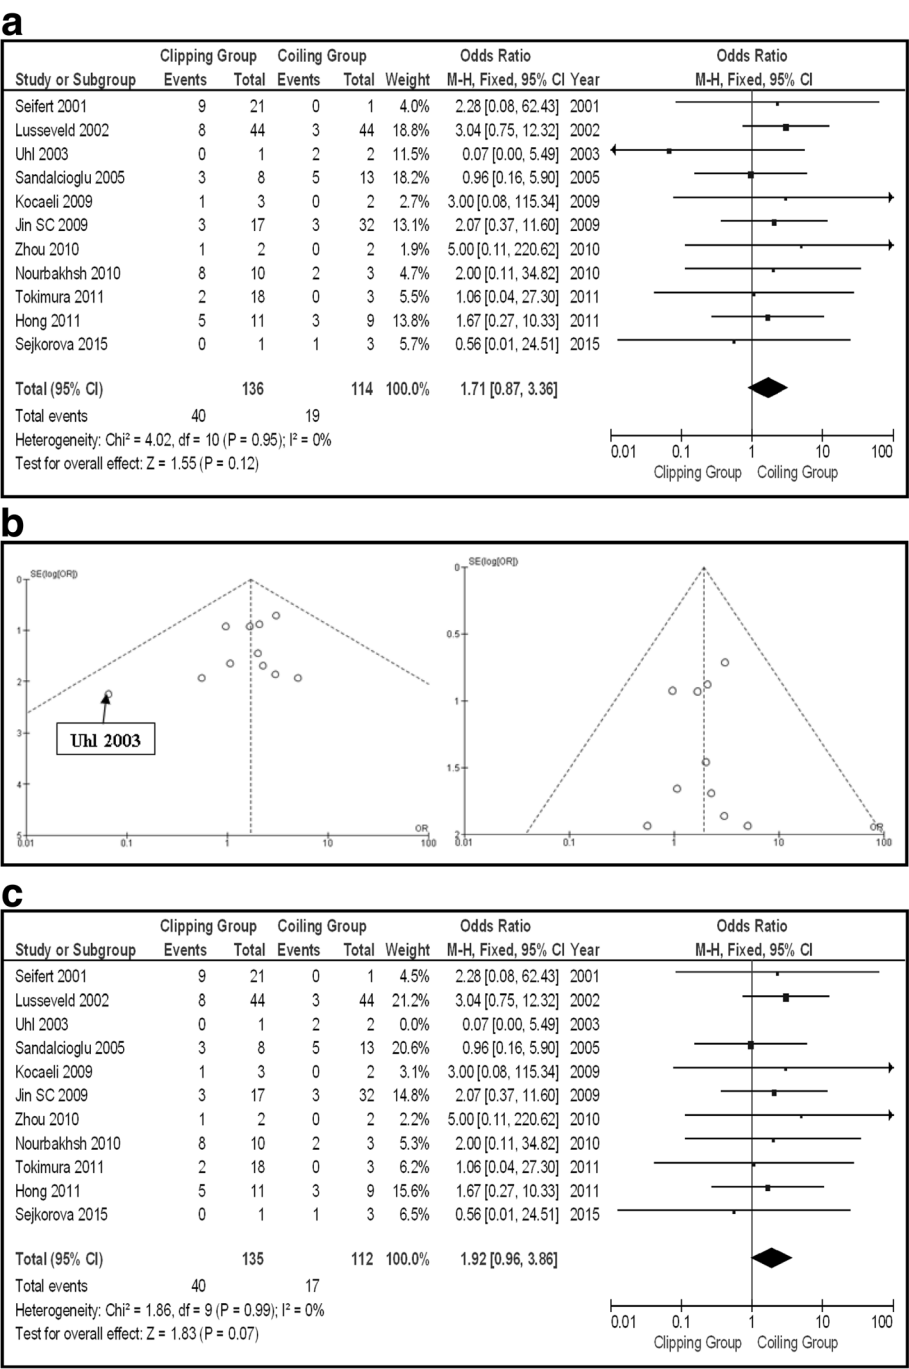 a
Clipping Group Coiling Group Odds Ratio Odds Ratio
Study or Subgroup Events Total Events Total Weight M-H, Fixed, 95% CI Year M-H, Fixed, 95% CI
Seifert 2001 9 21 0 1 4.0% 2.28 [0.08, 62.43] 2001
Lusseveld 2002 8 44 3 44 18.8% 3.04 [0.75, 12.32] 2002
Uhl 2003 0 1 2 2 11.5% 0.07 [0.00, 5.49] 2003
Sandalcioglu 2005 3 8 5 13 18.2% 0.96 [0.16, 5.90] 2005
Kocaeli 2009 1 3 0 2 2.7% 3.00 [0.08, 115.34] 2009
Jin SC 2009 3 17 3 32 13.1% 2.07 [0.37, 11.60] 2009
Zhou 2010 1 2 0 2 1.9% 5.00 [0.11, 220.62] 2010
Nourbakhsh 2010 8 10 2 3 4.7% 2.00 [0.11, 34.82] 2010
Tokimura 2011 2 18 0 3 5.5% 1.06 [0.04, 27.30] 2011
Hong 2011 5 11 3 9 13.8% 1.67 [0.27, 10.33] 2011
Sejkorova 2015 0 1 1 3 5.7% 0.56 [0.01, 24.51] 2015
Total (95% CI) 136 114 100.0% 1.71 [0.87, 3.36]
Total events 40 19
Heterogeneity: Chi² = 4.02, df = 10 (P = 0.95); I² = 0%
Test for overall effect: Z = 1.55 (P = 0.12)
0.01 0.1 1 10 100
Clipping Group Coiling Group
b
SE(log[OR])
0
1
2
3
4
5
0.01 0.1 1 10 100
OR
Uhl 2003
SE(log[OR])
0
0.5
1
1.5
2
0.01 0.1 1 10 100
OR
c
Clipping Group Coiling Group Odds Ratio Odds Ratio
Study or Subgroup Events Total Events Total Weight M-H, Fixed, 95% CI Year M-H, Fixed, 95% CI
Seifert 2001 9 21 0 1 4.5% 2.28 [0.08, 62.43] 2001
Lusseveld 2002 8 44 3 44 21.2% 3.04 [0.75, 12.32] 2002
Uhl 2003 0 1 2 2 0.0% 0.07 [0.00, 5.49] 2003
Sandalcioglu 2005 3 8 5 13 20.6% 0.96 [0.16, 5.90] 2005
Kocaeli 2009 1 3 0 2 3.1% 3.00 [0.08, 115.34] 2009
Jin SC 2009 3 17 3 32 14.8% 2.07 [0.37, 11.60] 2009
Zhou 2010 1 2 0 2 2.2% 5.00 [0.11, 220.62] 2010
Nourbakhsh 2010 8 10 2 3 5.3% 2.00 [0.11, 34.82] 2010
Tokimura 2011 2 18 0 3 6.2% 1.06 [0.04, 27.30] 2011
Hong 2011 5 11 3 9 15.6% 1.67 [0.27, 10.33] 2011
Sejkorova 2015 0 1 1 3 6.5% 0.56 [0.01, 24.51] 2015
Total (95% CI) 135 112 100.0% 1.92 [0.96, 3.86]
Total events 40 17
Heterogeneity: Chi² = 1.86, df = 9 (P = 0.99); I² = 0%
Test for overall effect: Z = 1.83 (P = 0.07)
0.01 0.1 1 10 100
Clipping Group Coiling Group